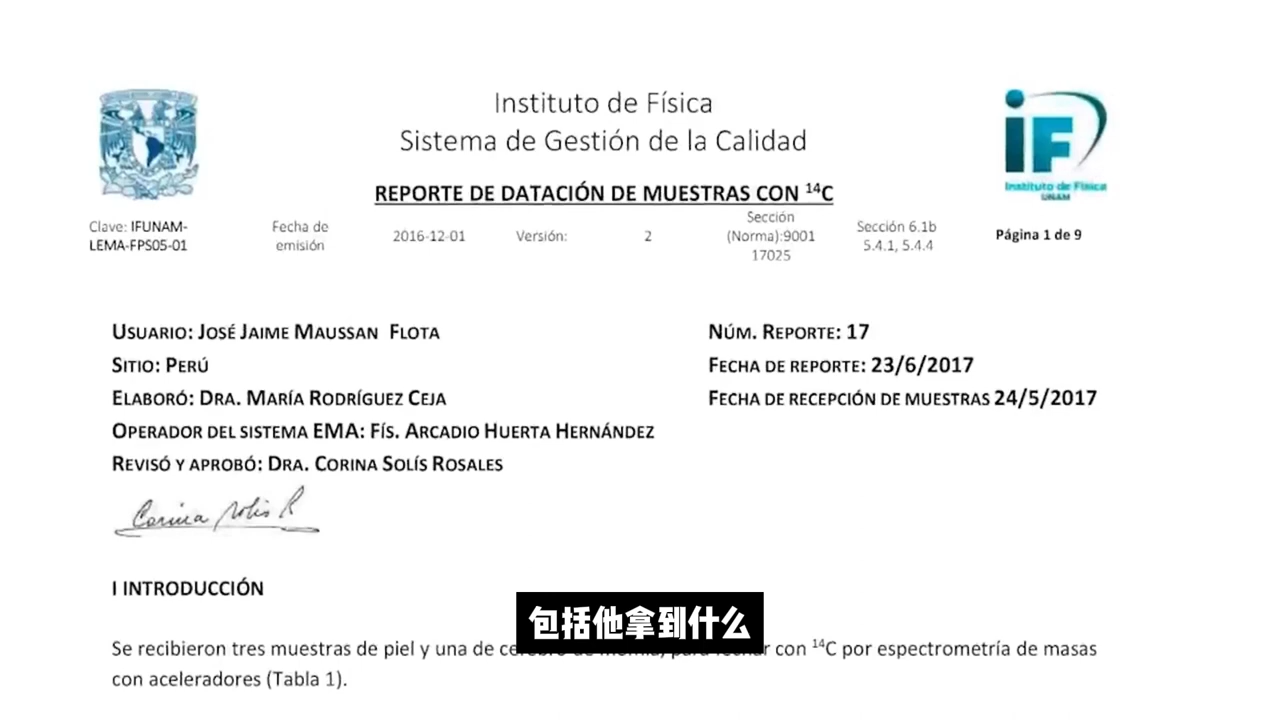 Instituto de Física
Sistema de Gestión de la Calidad
REPORTE DE DATACIÓN DE MUESTRAS CON ¹⁴C
Instituto de Física
UNAM
Clave: IFUNAM-
LEMA-FPS05-01
Fecha de
emisión
2016-12-01
Versión:
2
Sección
(Norma):9001
17025
Sección 6.1b
5.4.1, 5.4.4
Página 1 de 9
USUARIO: JOSÉ JAIME MAUSSAN FLOTA
SITIO: PERÚ
ELABORÓ: DRA. MARÍA RODRÍGUEZ CEJA
OPERADOR DEL SISTEMA EMA: FÍS. ARCADIO HUERTA HERNÁNDEZ
REVISÓ Y APROBÓ: DRA. CORINA SOLÍS ROSALES
NÚM. REPORTE: 17
FECHA DE REPORTE: 23/6/2017
FECHA DE RECEPCIÓN DE MUESTRAS 24/5/2017
Corina Solis R
I INTRODUCCIÓN
包括他拿到什么
Se recibieron tres muestras de piel y una de con ¹⁴C por espectrometría de masas
con aceleradores (Tabla 1).